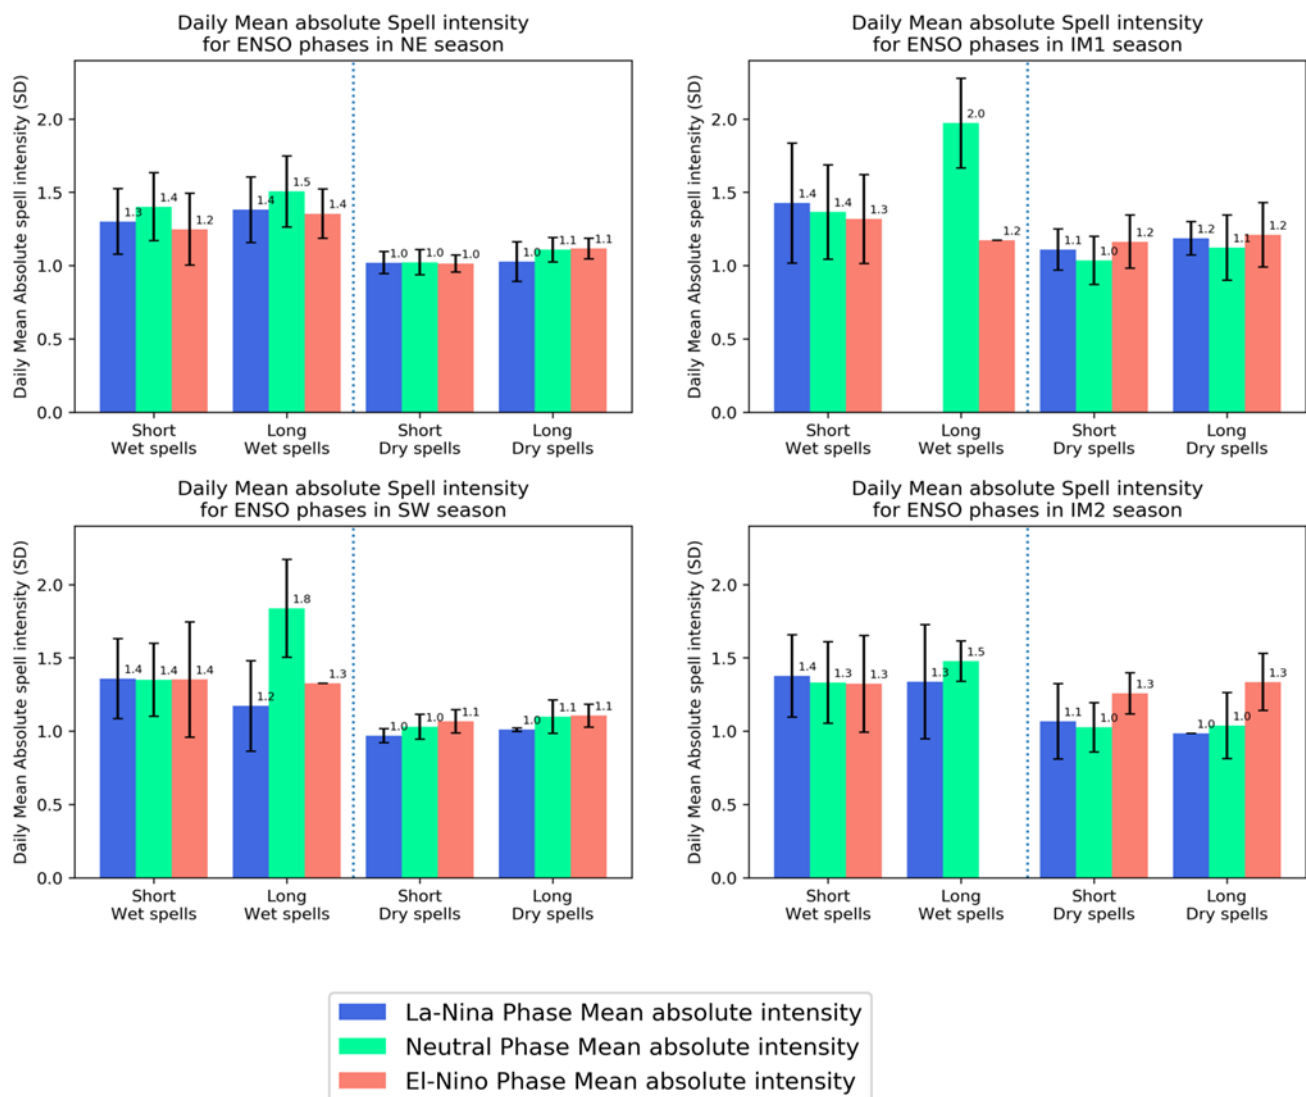 Daily Mean absolute Spell intensity
for ENSO phases in NE season
Daily Mean Absolute spell intensity (SD)
2.0
1.5
1.0
0.5
0.0
1.3
1.4
1.2
1.4
1.5
1.4
1.0
1.0
1.0
1.0
1.1
1.1
Short
Wet spells
Long
Wet spells
Short
Dry spells
Long
Dry spells
Daily Mean absolute Spell intensity
for ENSO phases in IM1 season
Daily Mean Absolute spell intensity (SD)
2.0
1.5
1.0
0.5
0.0
1.4
1.4
1.3
2.0
1.2
1.1
1.0
1.2
1.2
1.1
1.2
Short
Wet spells
Long
Wet spells
Short
Dry spells
Long
Dry spells
Daily Mean absolute Spell intensity
for ENSO phases in SW season
Daily Mean Absolute spell intensity (SD)
2.0
1.5
1.0
0.5
0.0
1.4
1.4
1.4
1.2
1.8
1.3
1.0
1.0
1.1
1.0
1.1
1.1
Short
Wet spells
Long
Wet spells
Short
Dry spells
Long
Dry spells
Daily Mean absolute Spell intensity
for ENSO phases in IM2 season
Daily Mean Absolute spell intensity (SD)
2.0
1.5
1.0
0.5
0.0
1.4
1.3
1.3
1.3
1.5
1.1
1.0
1.3
1.0
1.0
1.3
Short
Wet spells
Long
Wet spells
Short
Dry spells
Long
Dry spells
La-Nina Phase Mean absolute intensity
Neutral Phase Mean absolute intensity
El-Nino Phase Mean absolute intensity